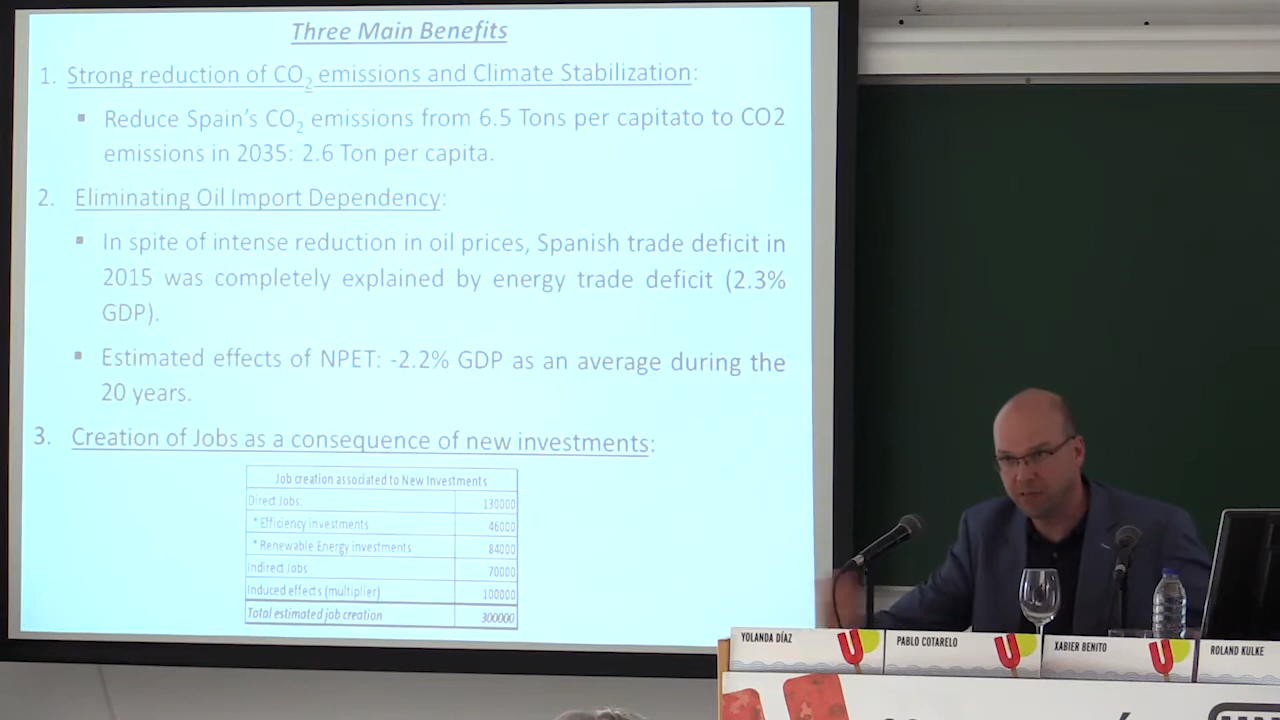 Three Main Benefits
1. Strong reduction of CO₂ emissions and Climate Stabilization:
▪ Reduce Spain's CO₂ emissions from 6.5 Tons per capitato to CO2
emissions in 2035: 2.6 Ton per capita.
2. Eliminating Oil Import Dependency:
▪ In spite of intense reduction in oil prices, Spanish trade deficit in
2015 was completely explained by energy trade deficit (2.3%
GDP).
▪ Estimated effects of NPET: -2.2% GDP as an average during the
20 years.
3. Creation of Jobs as a consequence of new investments:
Job creation associated to New Investments
Direct Jobs: 130000
* Efficiency investments 46000
* Renewable Energy investments 84000
Indirect Jobs 70000
Induced effects (multiplier) 100000
Total estimated job creation 300000
YOLANDA DÍAZ
PABLO COTARELO
XABIER BENITO
ROLAND KULKE
U
U
U